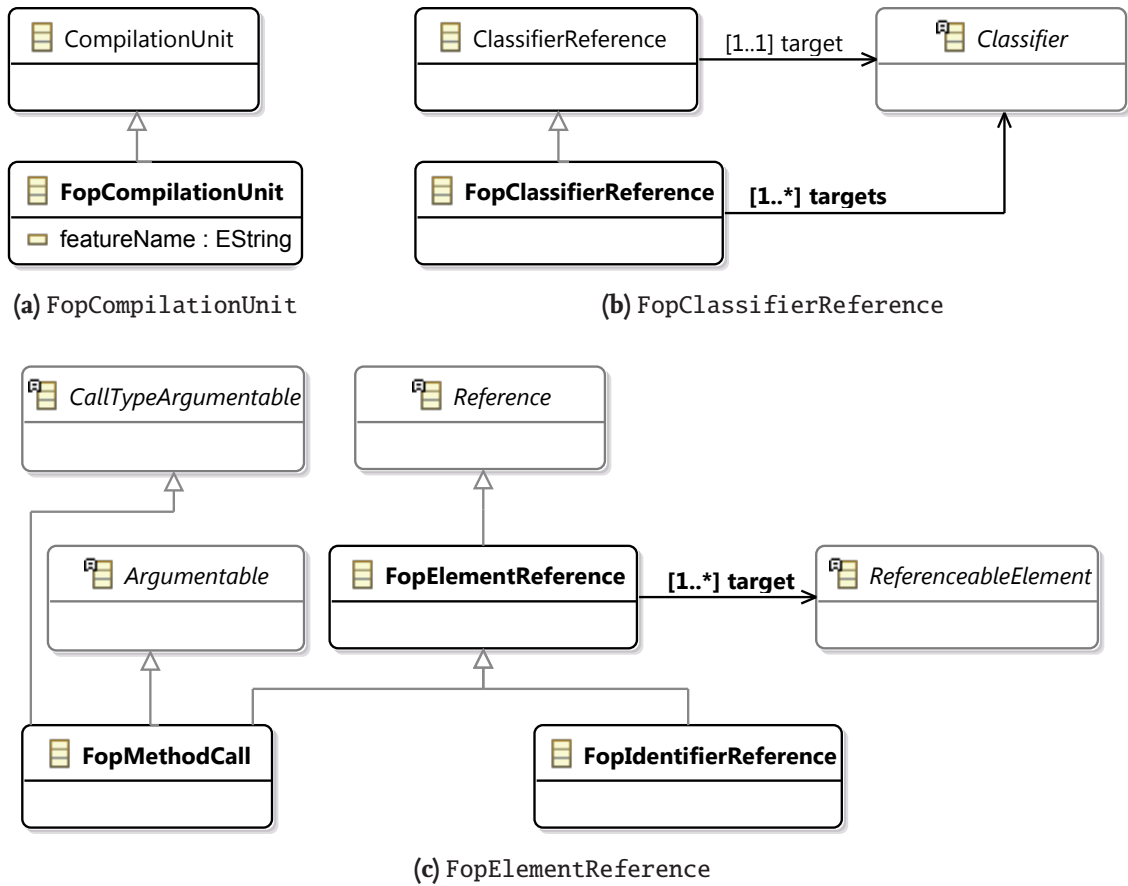 CompilationUnit
FopCompilationUnit
featureName : EString
(a) FopCompilationUnit
ClassifierReference
[1..1] target
Classifier
FopClassifierReference
[1..*] targets
(b) FopClassifierReference
CallTypeArgumentable
Reference
Argumentable
FopElementReference
[1..*] target
ReferenceableElement
FopMethodCall
FopIdentifierReference
(c) FopElementReference